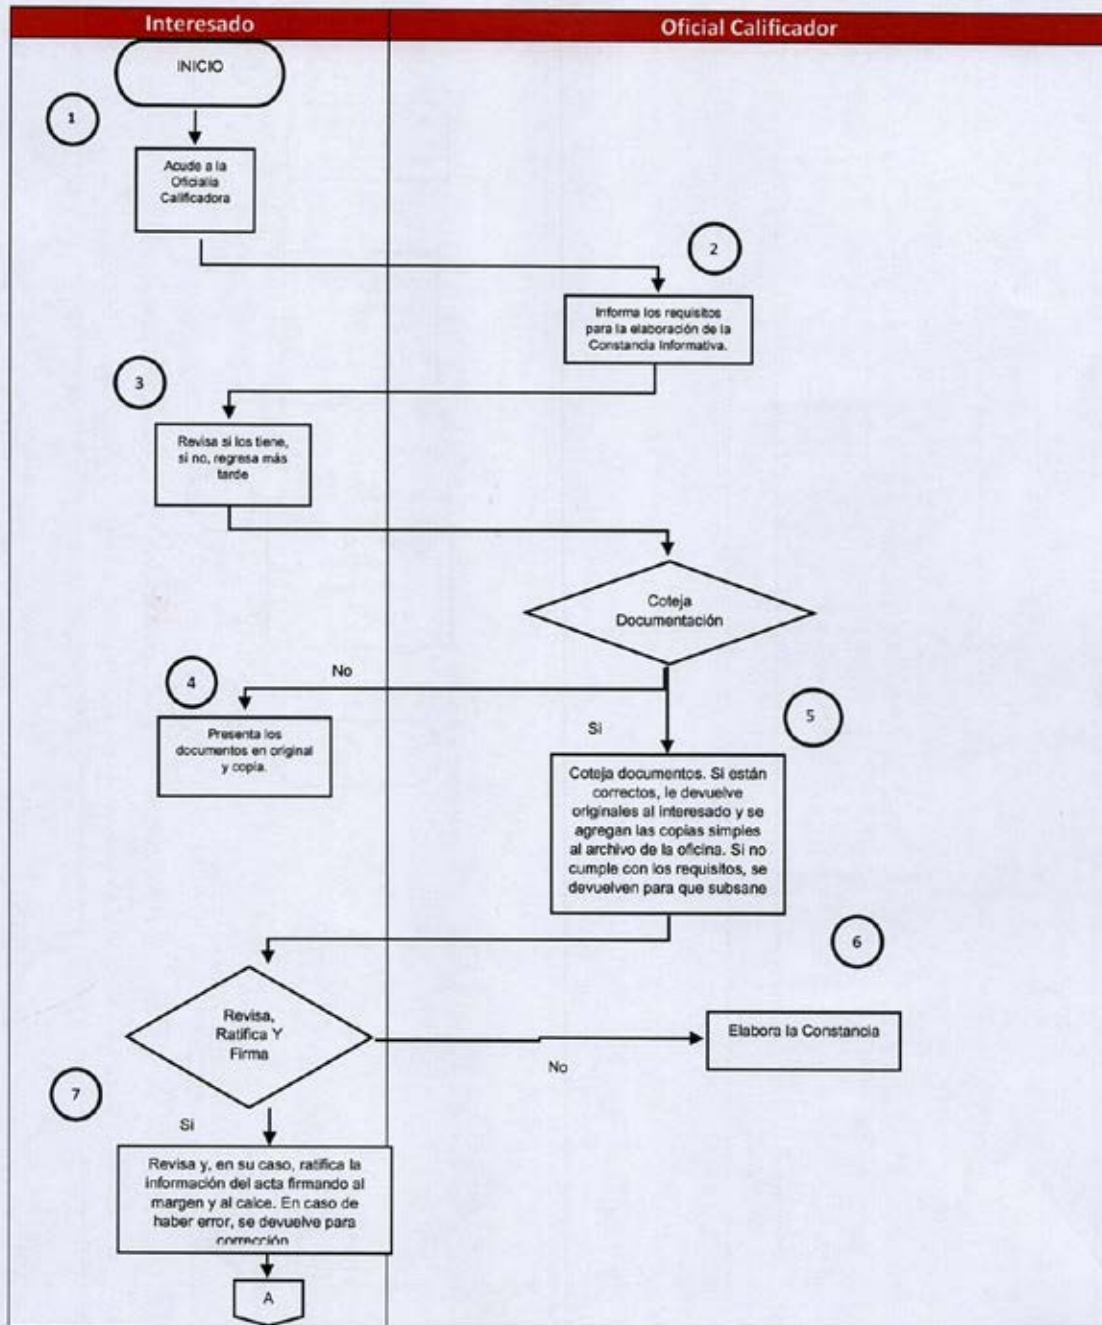 Interesado
Oficial Calificador
INICIO
1
Acude a la
Oficialía
Calificadora
2
Informa los requisitos
para la elaboración de la
Constancia Informativa.
3
Revisa si los tiene,
si no, regresa más
tarde
Coteja
Documentación
No
4
Presenta los
documentos en original
y copia.
Si
5
Coteja documentos. Si están
correctos, le devuelve
originales al interesado y se
agregan las copias simples
al archivo de la oficina. Si no
cumple con los requisitos, se
devuelven para que subsane
6
Revisa,
Ratifica Y
Firma
No
Elabora la Constancia
7
Si
Revisa y, en su caso, ratifica la
información del acta firmando al
margen y al calce. En caso de
haber error, se devuelve para
corrección
A